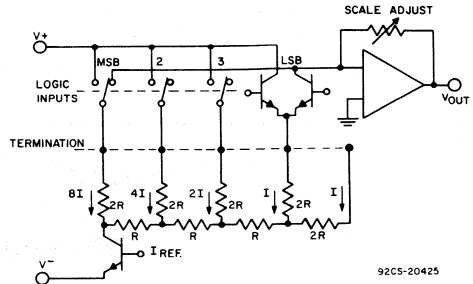 SCALE ADJUST
V+
MSB 2 3 LSB
LOGIC INPUTS
VOUT
TERMINATION
8I 2R 4I 2R 2I 2R I 2R I
R R R 2R
I REF.
V-
92CS-20425